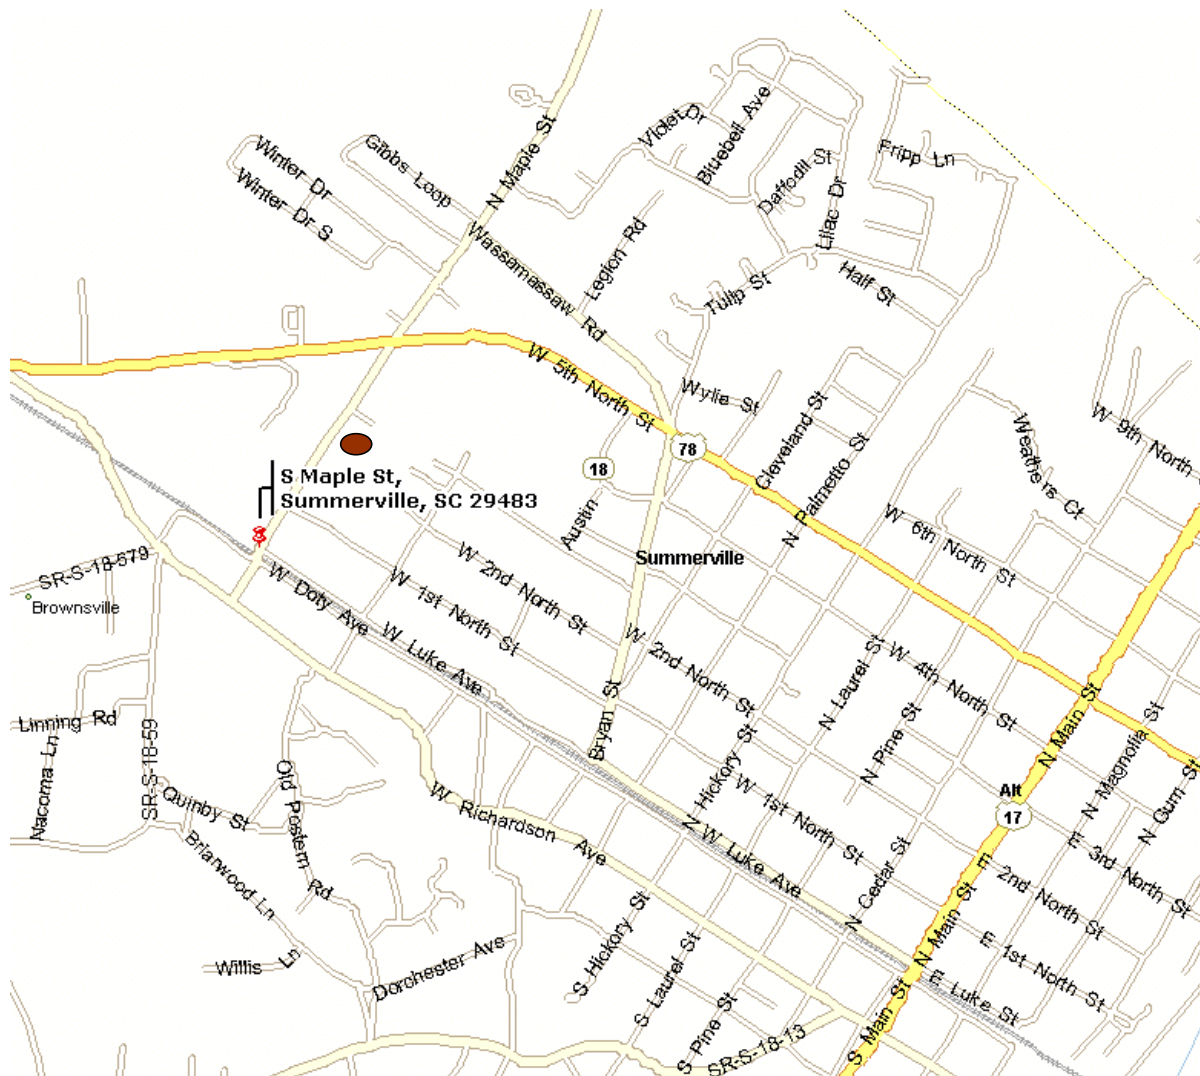 N Maple St
Violet Dr
Bluebell Ave
Gibbs Loop
Winter Dr
Winter Dr S
Fripp Ln
Daffodil St
Lilac Dr
Wassamassaw Rd
Legion Rd
Tulip St
Half St
W 5th North St
Wylie St
Cleveland St
N Palmetto St
W 9th North
Weathers Ct
78
18
S Maple St,
Summerville, SC 29483
Austin
W 6th North St
Summerville
SR-S-18-579
Brownsville
W Doty Ave
W 1st North St
W 2nd North St
W Luke Ave
W 2nd North St
W 4th North St
N Laurel St
N Pine St
Bryan St
N Main St
N Magnolia St
N Gum St
Linning Rd
Nacoma Ln
SR-S-18-59
Old Postern Rd
Quinby St
Briarwood Ln
W Richardson Ave
N Hickory St
W 1st North St
Alt
17
E 3rd North St
E 2nd North St
W Luke Ave
N Cedar St
N Main St
E 1st North St
E Luke St
Willis Ln
Dorchester Ave
S Hickory St
S Laurel St
S Pine St
SR-S-18-13
S Main St